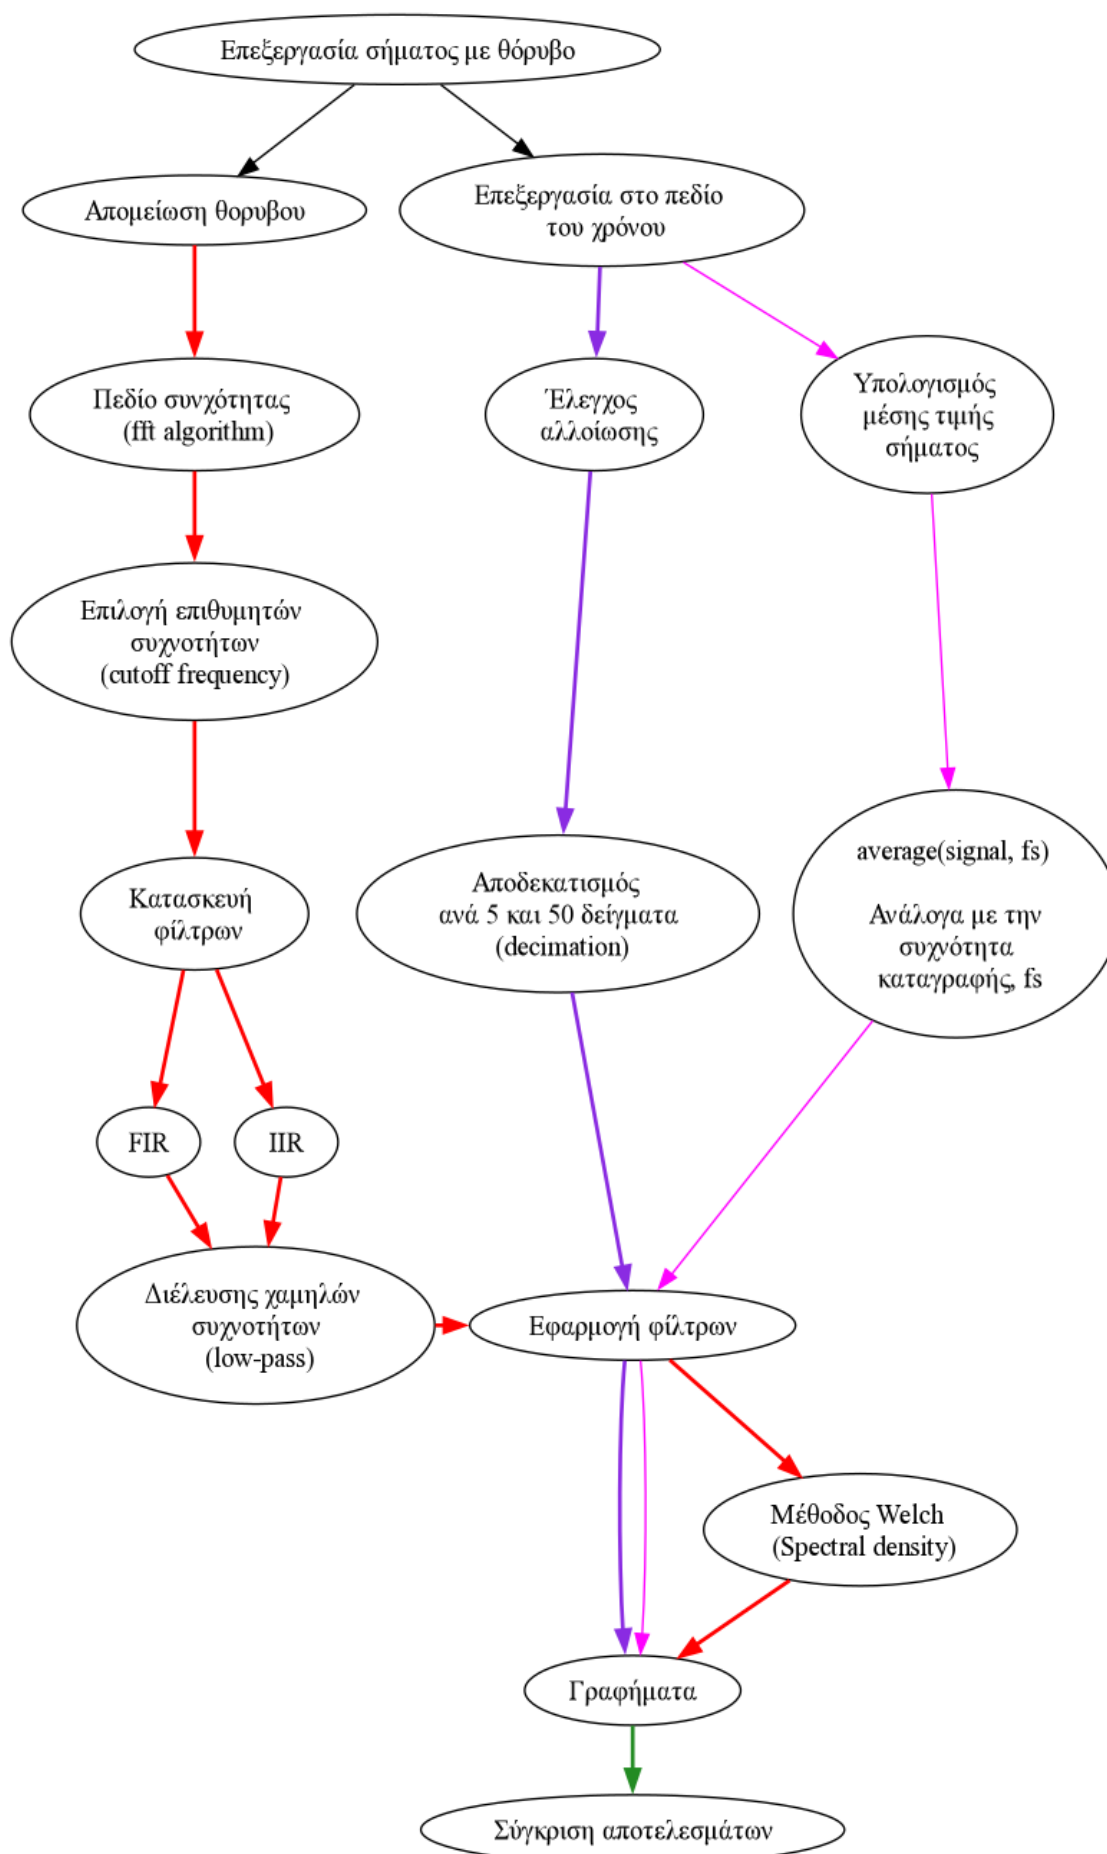 Επεξεργασία σήματος με θόρυβο
Απομείωση θορυβου
Επεξεργασία στο πεδίο
του χρόνου
Πεδίο συνχότητας
(fft algorithm)
Έλεγχος
αλλοίωσης
Υπολογισμός
μέσης τιμής
σήματος
Επιλογή επιθυμητών
συχνοτήτων
(cutoff frequency)
Κατασκευή
φίλτρων
Αποδεκατισμός
ανά 5 και 50 δείγματα
(decimation)
average(signal, fs)
Ανάλογα με την
συχνότητα
καταγραφής, fs
FIR
IIR
Διέλευσης χαμηλών
συχνοτήτων
(low-pass)
Εφαρμογή φίλτρων
Μέθοδος Welch
(Spectral density)
Γραφήματα
Σύγκριση αποτελεσμάτων